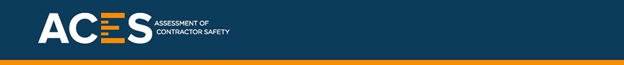 ACES
ASSESSMENT OF
CONTRACTOR SAFETY